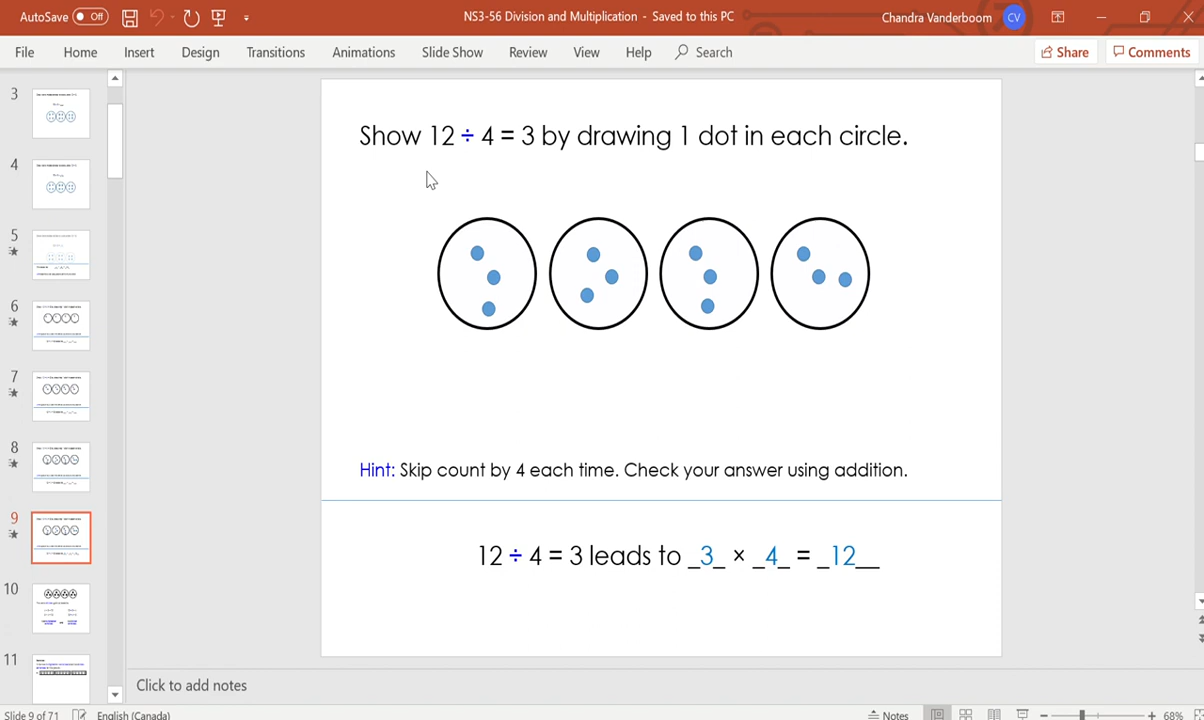 AutoSave Off
NS3-56 Division and Multiplication - Saved to this PC
Chandra Vanderboom CV
File Home Insert Design Transitions Animations Slide Show Review View Help Search Share Comments
3
4
5
6
7
8
9
10
11
Show 12 ÷ 4 = 3 by drawing 1 dot in each circle.
Hint: Skip count by 4 each time. Check your answer using addition.
12 ÷ 4 = 3 leads to _3_ × _4_ = _12__
Click to add notes
Slide 9 of 71 English (Canada) Notes 68%